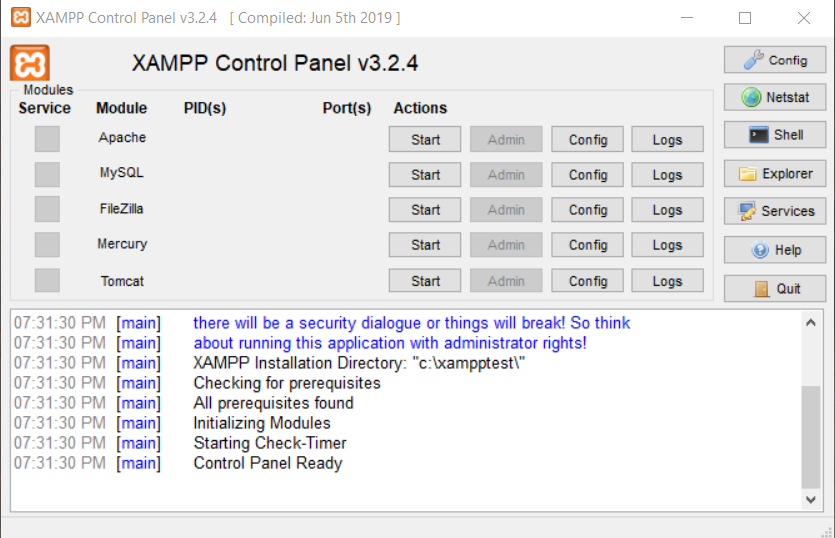 XAMPP Control Panel v3.2.4 [ Compiled: Jun 5th 2019 ]
XAMPP Control Panel v3.2.4
Config
Modules
Service Module PID(s) Port(s) Actions
Netstat
Apache Start Admin Config Logs
Shell
MySQL Start Admin Config Logs
Explorer
FileZilla Start Admin Config Logs
Services
Mercury Start Admin Config Logs
Help
Tomcat Start Admin Config Logs
Quit
07:31:30 PM [main] there will be a security dialogue or things will break! So think
07:31:30 PM [main] about running this application with administrator rights!
07:31:30 PM [main] XAMPP Installation Directory: "c:\xampptest\"
07:31:30 PM [main] Checking for prerequisites
07:31:30 PM [main] All prerequisites found
07:31:30 PM [main] Initializing Modules
07:31:30 PM [main] Starting Check-Timer
07:31:30 PM [main] Control Panel Ready